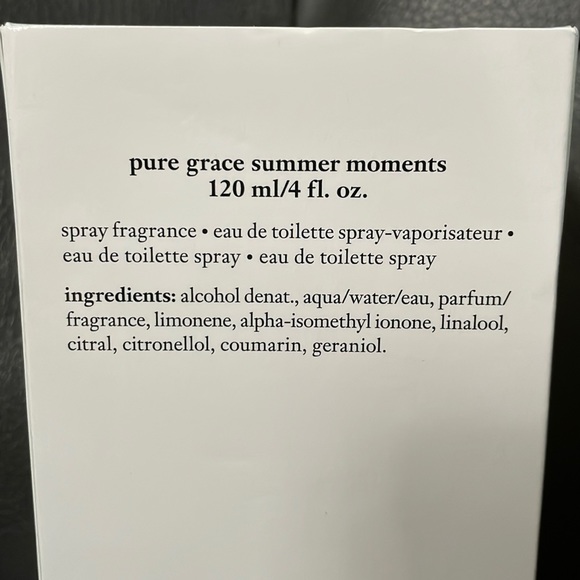 pure grace summer moments
120 ml/4 fl. oz.
spray fragrance • eau de toilette spray-vaporisateur •
eau de toilette spray • eau de toilette spray
ingredients: alcohol denat., aqua/water/eau, parfum/
fragrance, limonene, alpha-isomethyl ionone, linalool,
citral, citronellol, coumarin, geraniol.